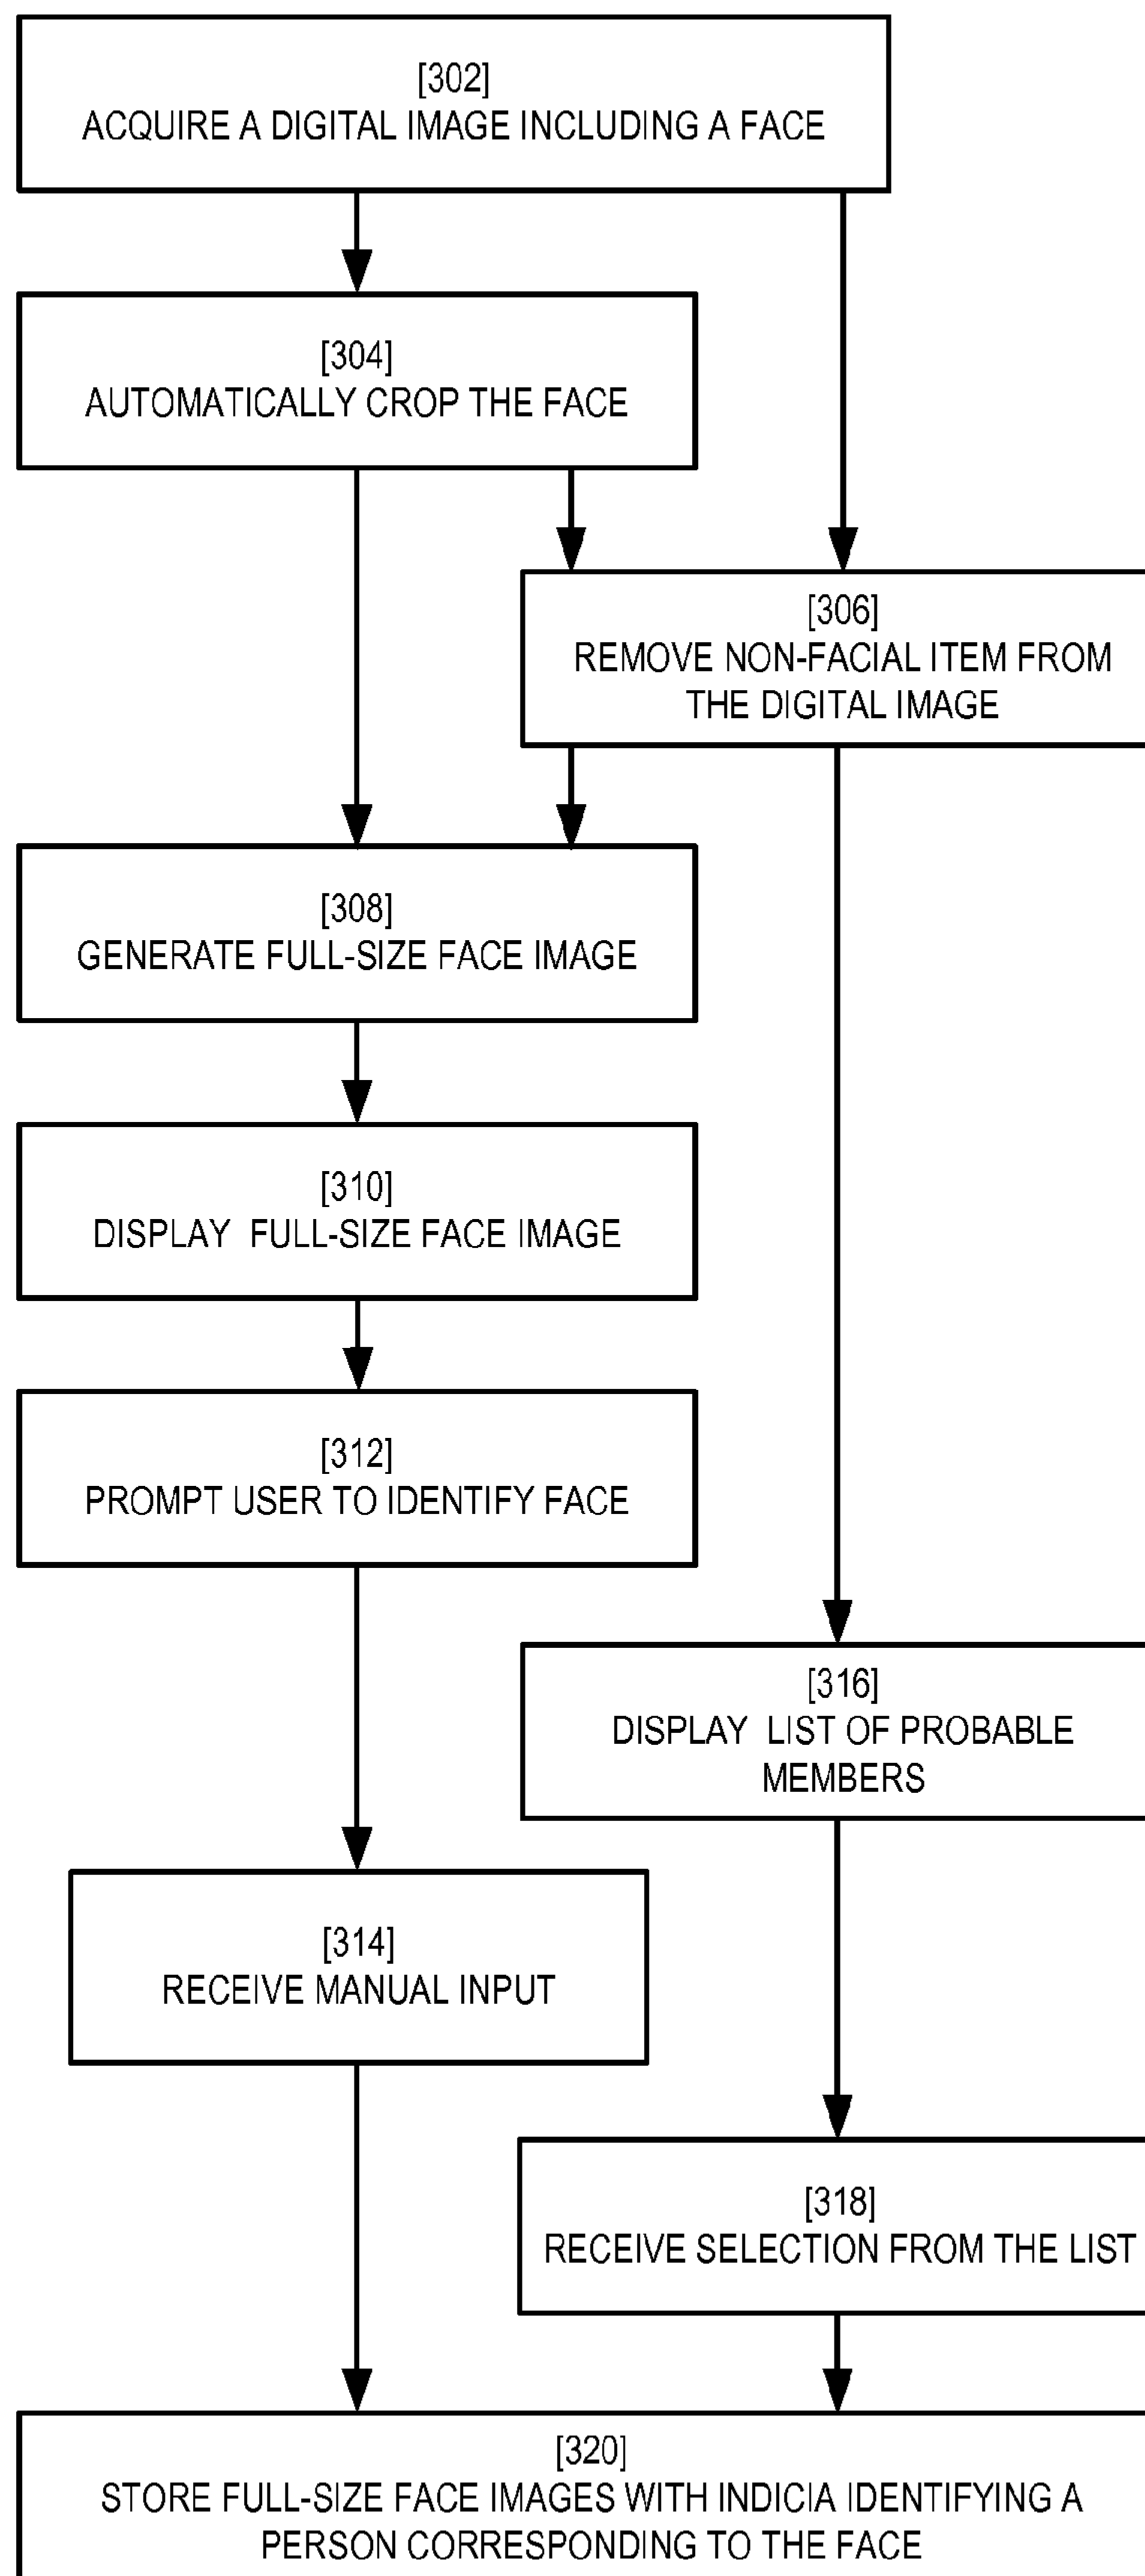 [302]
ACQUIRE A DIGITAL IMAGE INCLUDING A FACE
[304]
AUTOMATICALLY CROP THE FACE
[306]
REMOVE NON-FACIAL ITEM FROM
THE DIGITAL IMAGE
[308]
GENERATE FULL-SIZE FACE IMAGE
[310]
DISPLAY FULL-SIZE FACE IMAGE
[312]
PROMPT USER TO IDENTIFY FACE
[316]
DISPLAY LIST OF PROBABLE
MEMBERS
[314]
RECEIVE MANUAL INPUT
[318]
RECEIVE SELECTION FROM THE LIST
[320]
STORE FULL-SIZE FACE IMAGES WITH INDICIA IDENTIFYING A
PERSON CORRESPONDING TO THE FACE